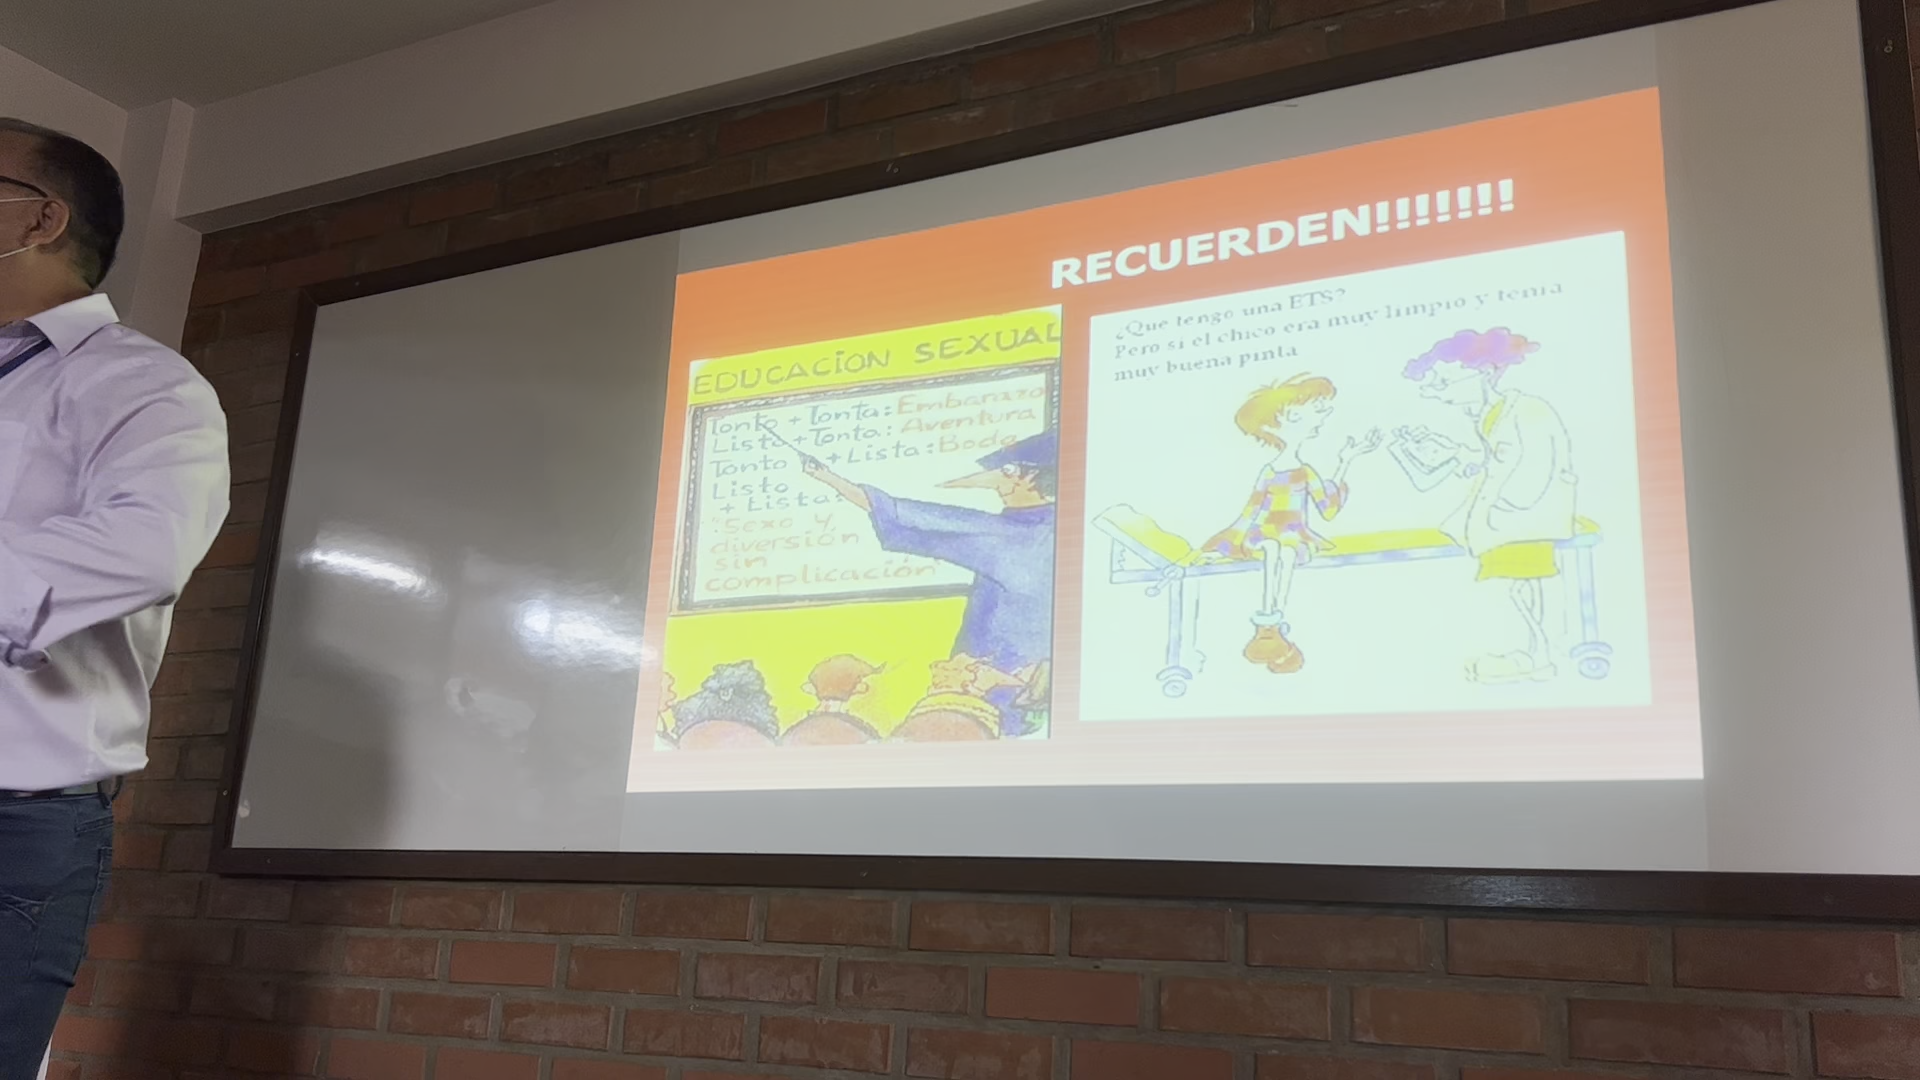 RECUERDEN!!!!!!!
EDUCACION SEXUAL
Tonto + Tonta: Embarazo
Listo + Tonta: Aventura
Tonto + Lista: Boda
Listo
+ Lista:
Sexo y
diversión
sin
complicación
¿Que tengo una ETS?
Pero si el chico era muy limpio y tenia
muy buena pinta